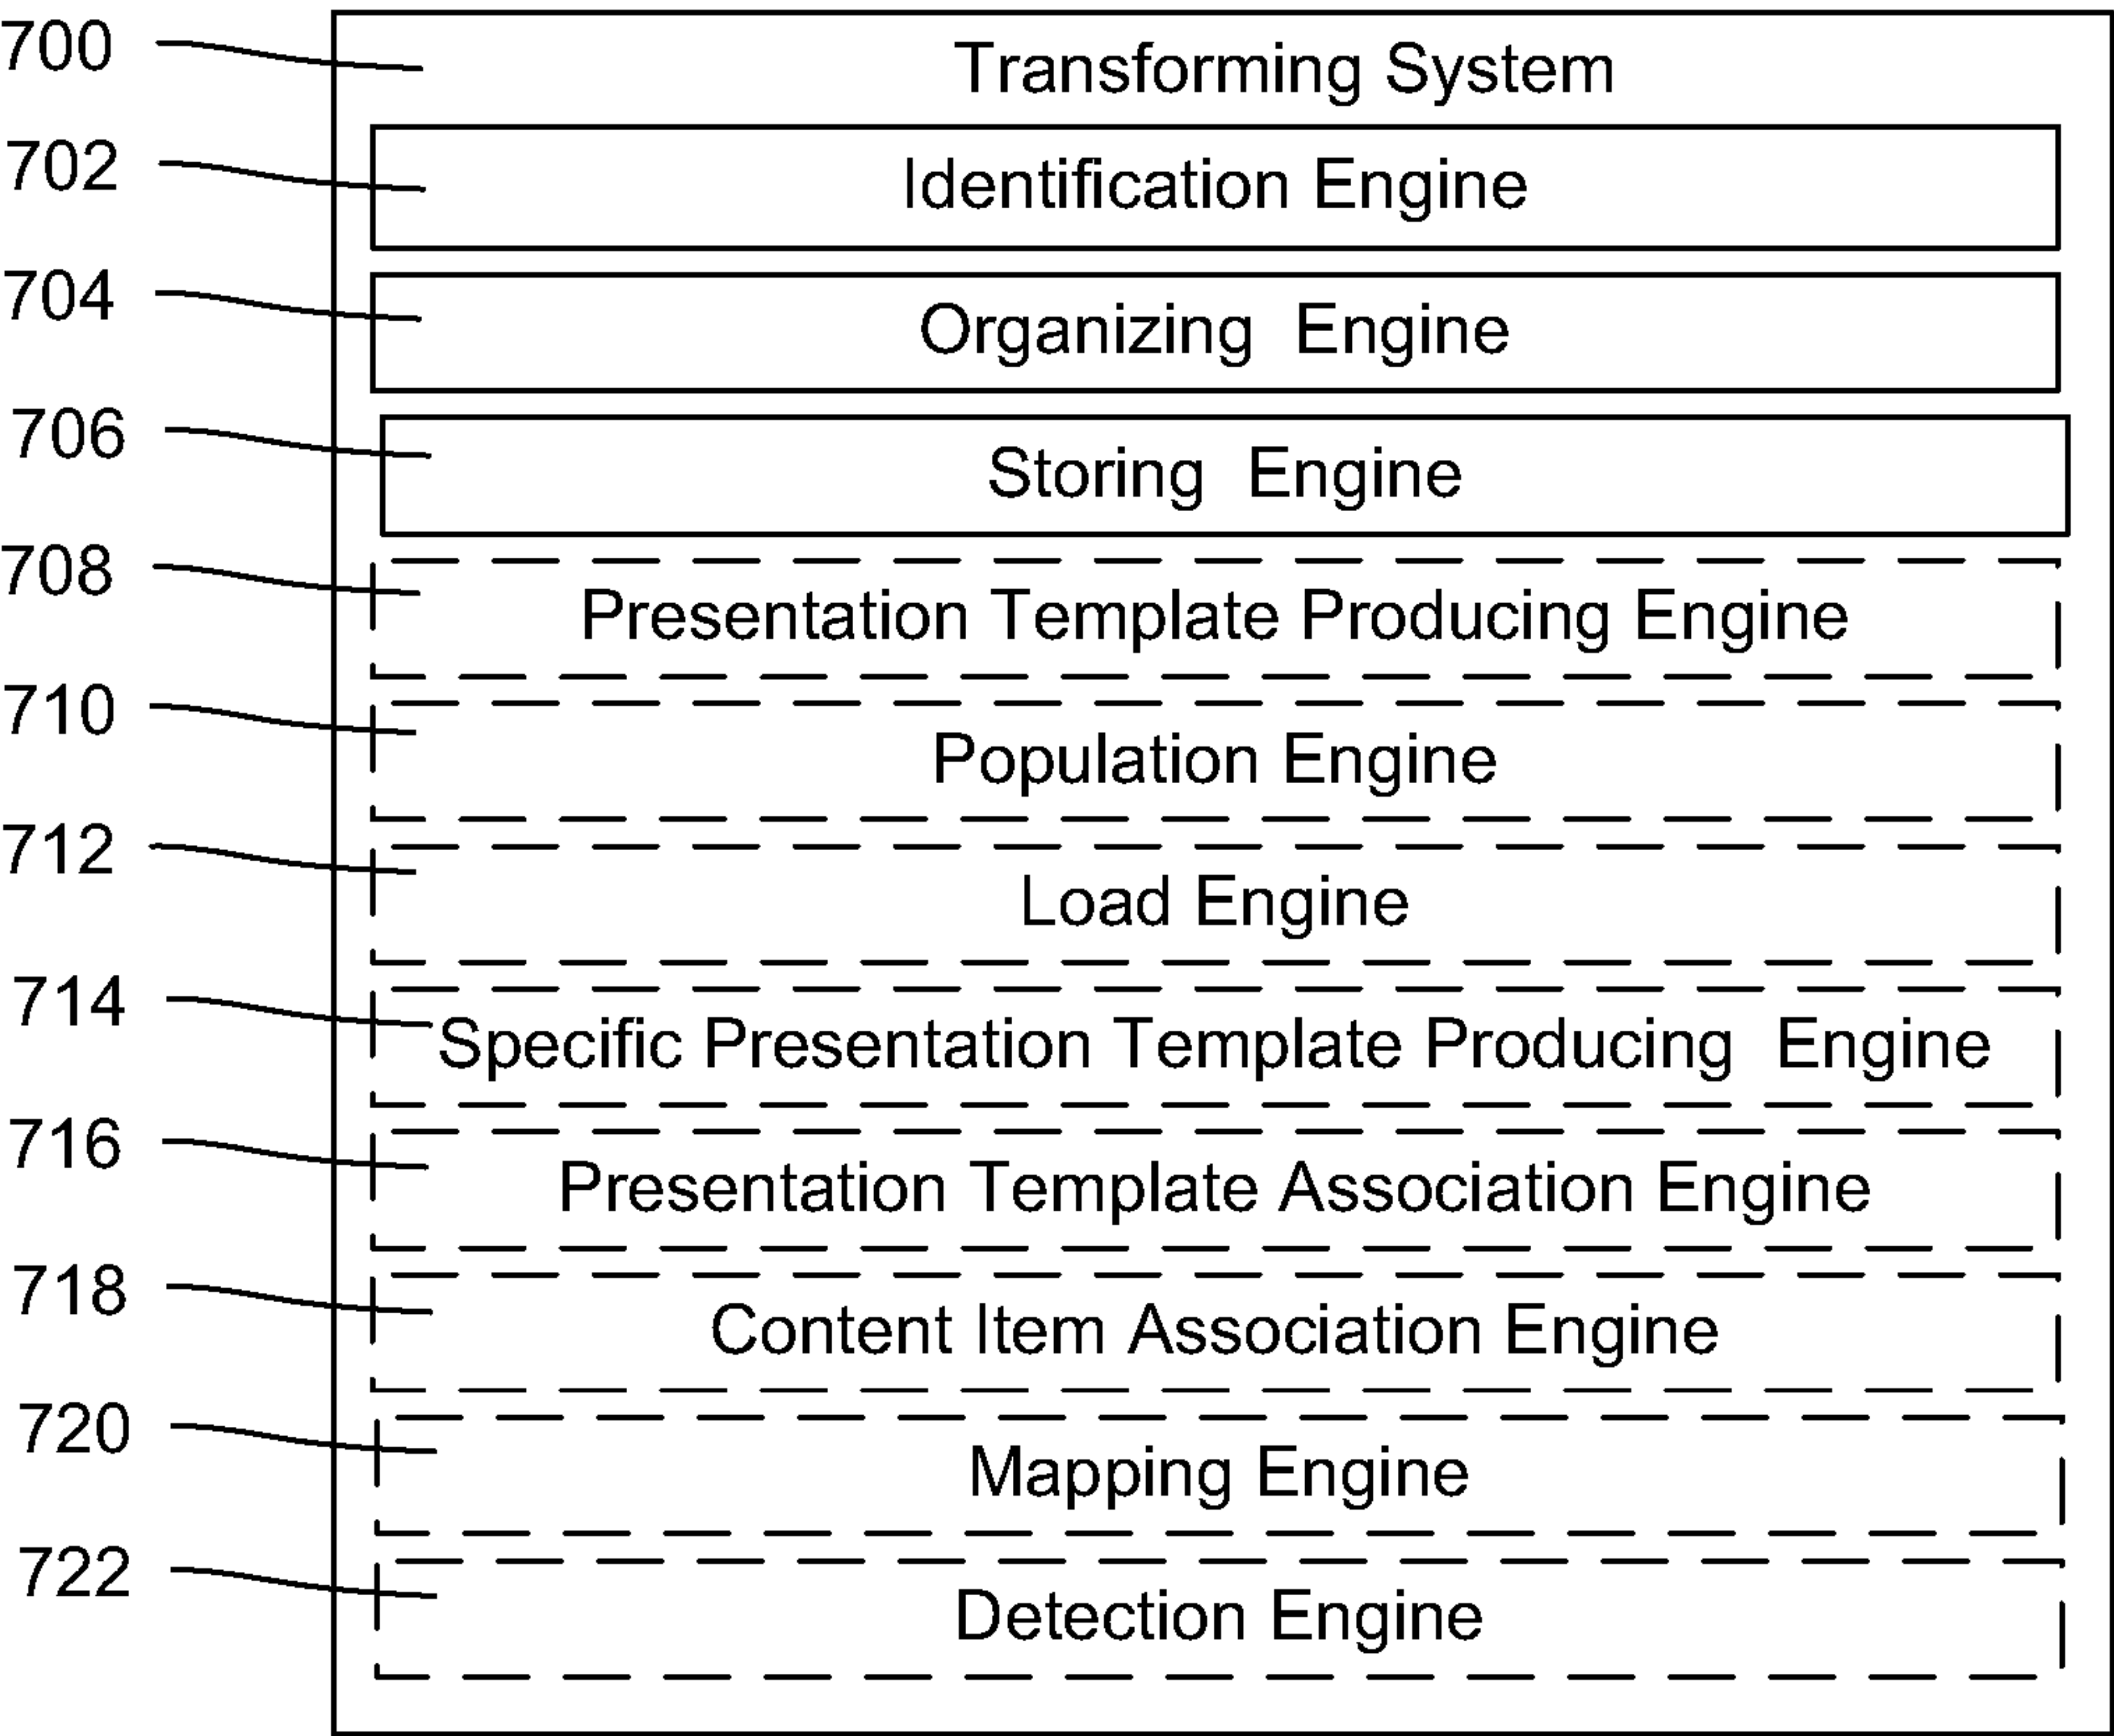 700 Transforming System
702 Identification Engine
704 Organizing Engine
706 Storing Engine
708 Presentation Template Producing Engine
710 Population Engine
712 Load Engine
714 Specific Presentation Template Producing Engine
716 Presentation Template Association Engine
718 Content Item Association Engine
720 Mapping Engine
722 Detection Engine